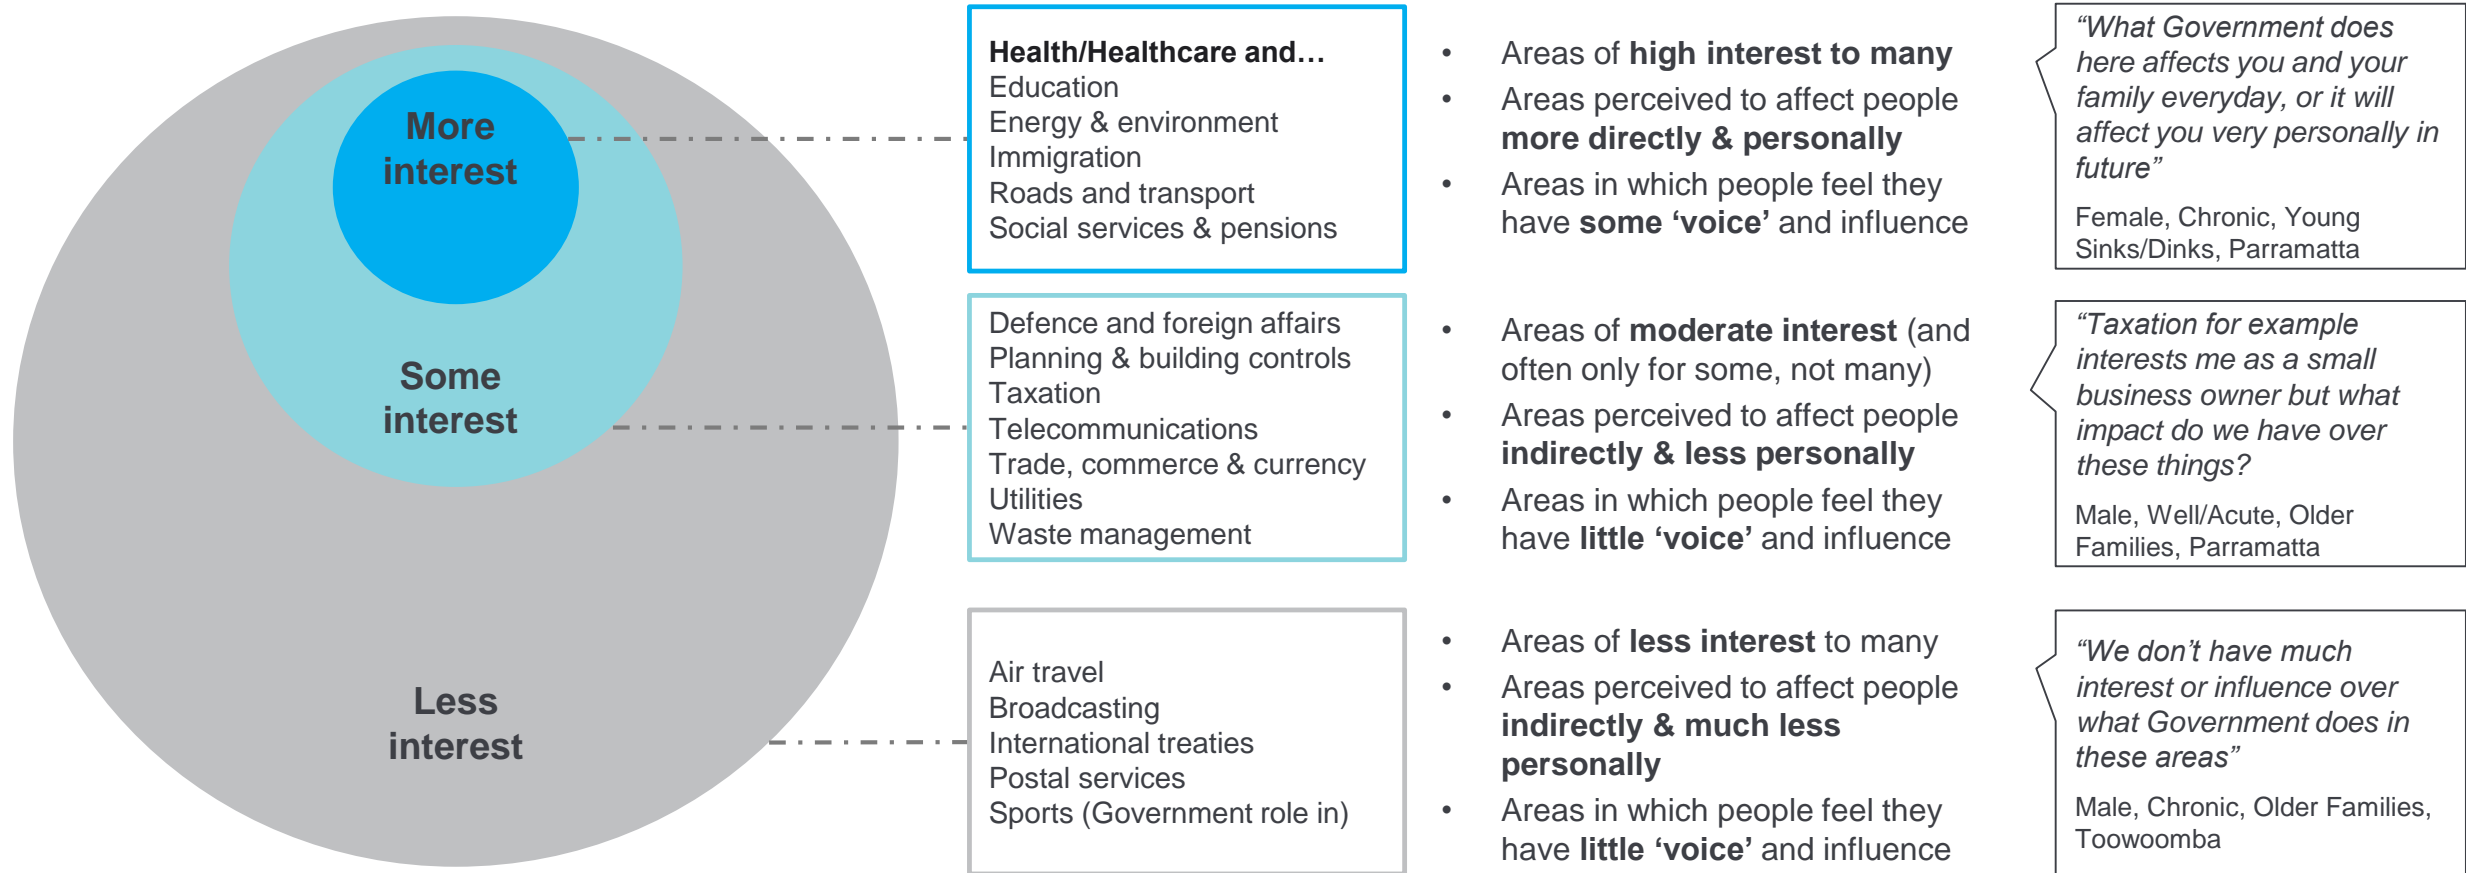 More
interest
Some
interest
Less
interest
Health/Healthcare and…
Education
Energy & environment
Immigration
Roads and transport
Social services & pensions
• Areas of high interest to many
• Areas perceived to affect people
more directly & personally
• Areas in which people feel they
have some ‘voice’ and influence
“What Government does
here affects you and your
family everyday, or it will
affect you very personally in
future”
Female, Chronic, Young
Sinks/Dinks, Parramatta
Defence and foreign affairs
Planning & building controls
Taxation
Telecommunications
Trade, commerce & currency
Utilities
Waste management
• Areas of moderate interest (and
often only for some, not many)
• Areas perceived to affect people
indirectly & less personally
• Areas in which people feel they
have little ‘voice’ and influence
“Taxation for example
interests me as a small
business owner but what
impact do we have over
these things?
Male, Well/Acute, Older
Families, Parramatta
Air travel
Broadcasting
International treaties
Postal services
Sports (Government role in)
• Areas of less interest to many
• Areas perceived to affect people
indirectly & much less
personally
• Areas in which people feel they
have little ‘voice’ and influence
“We don’t have much
interest or influence over
what Government does in
these areas”
Male, Chronic, Older Families,
Toowoomba